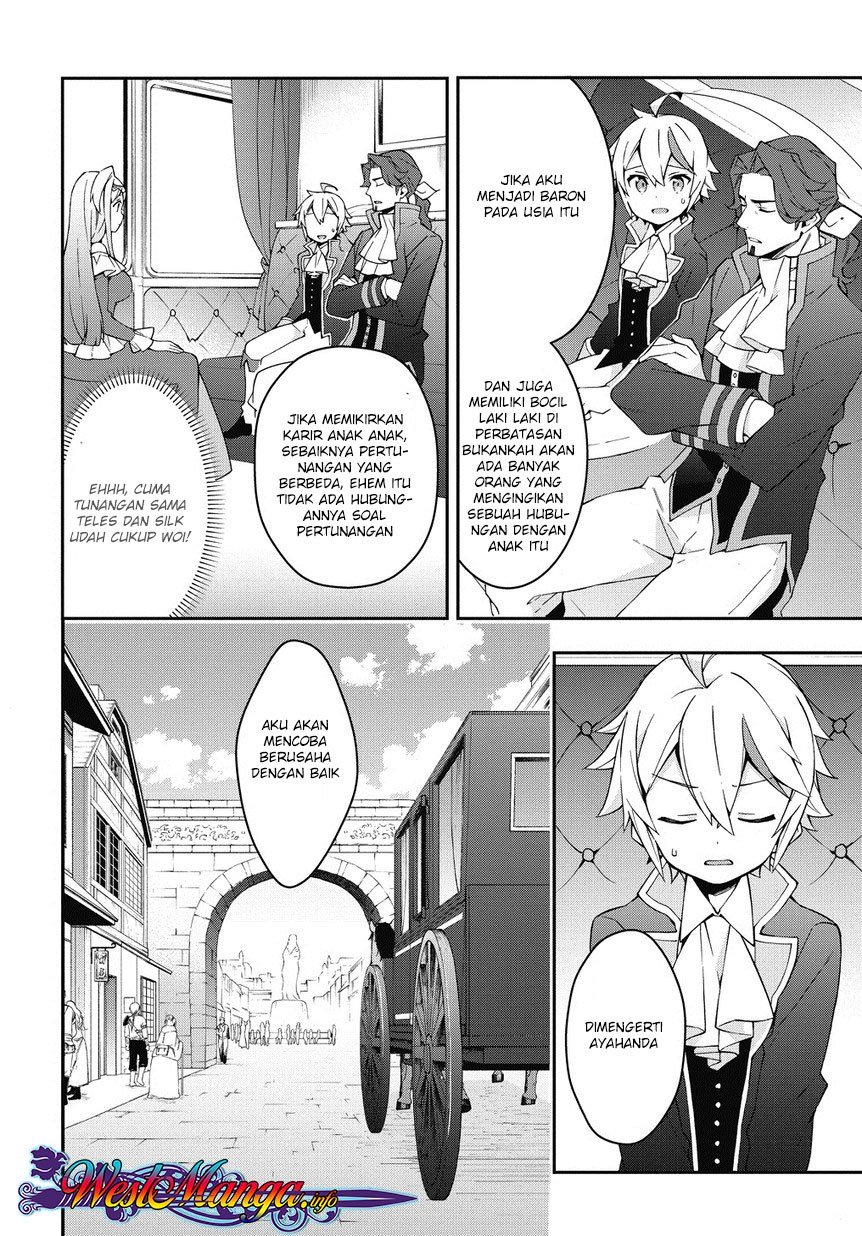 JIKA AKU
MENJADI BARON
PADA USIA ITU
DAN JUGA
MEMILIKI BOCIL
LAKI LAKI DI
PERBATASAN
BUKANKAH AKAN
ADA BANYAK
ORANG YANG
MENGINGIKAN
SEBUAH HUBU-
NGAN DENGAN
ANAK ITU
JIKA MEMIKIRKAN
KARIR ANAK ANAK,
SEBAIKNYA PERTU-
NANGAN YANG
BERBEDA, EHEM ITU
TIDAK ADA HUBUNG-
ANNYA SOAL
PERTUNANGAN
EHHH, CUMA
TUNANGAN SAMA
TELES DAN SILK
UDAH CUKUP WOI!
DIMENGERTI
AYAHANDA
AKU AKAN
MENCOBA
BERUSAHA
DENGAN BAIK
WestManga.info